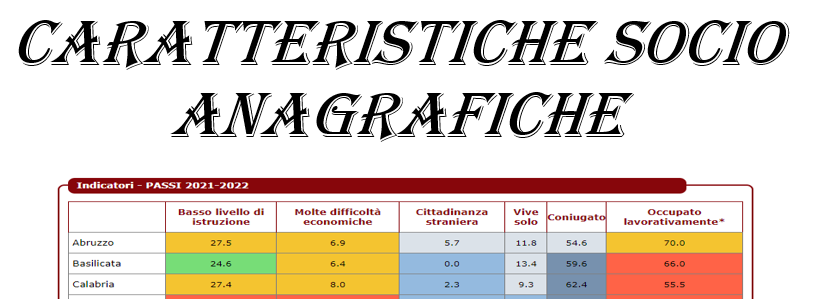 CARATTERISTICHE SOCIO
ANAGRAFICHE
Indicatori - PASSI 2021-2022
Basso livello di istruzione Molte difficoltà economiche Cittadinanza straniera Vive solo Coniugato Occupato lavorativamente*
Abruzzo 27.5 6.9 5.7 11.8 54.6 70.0
Basilicata 24.6 6.4 0.0 13.4 59.6 66.0
Calabria 27.4 8.0 2.3 9.3 62.4 55.5